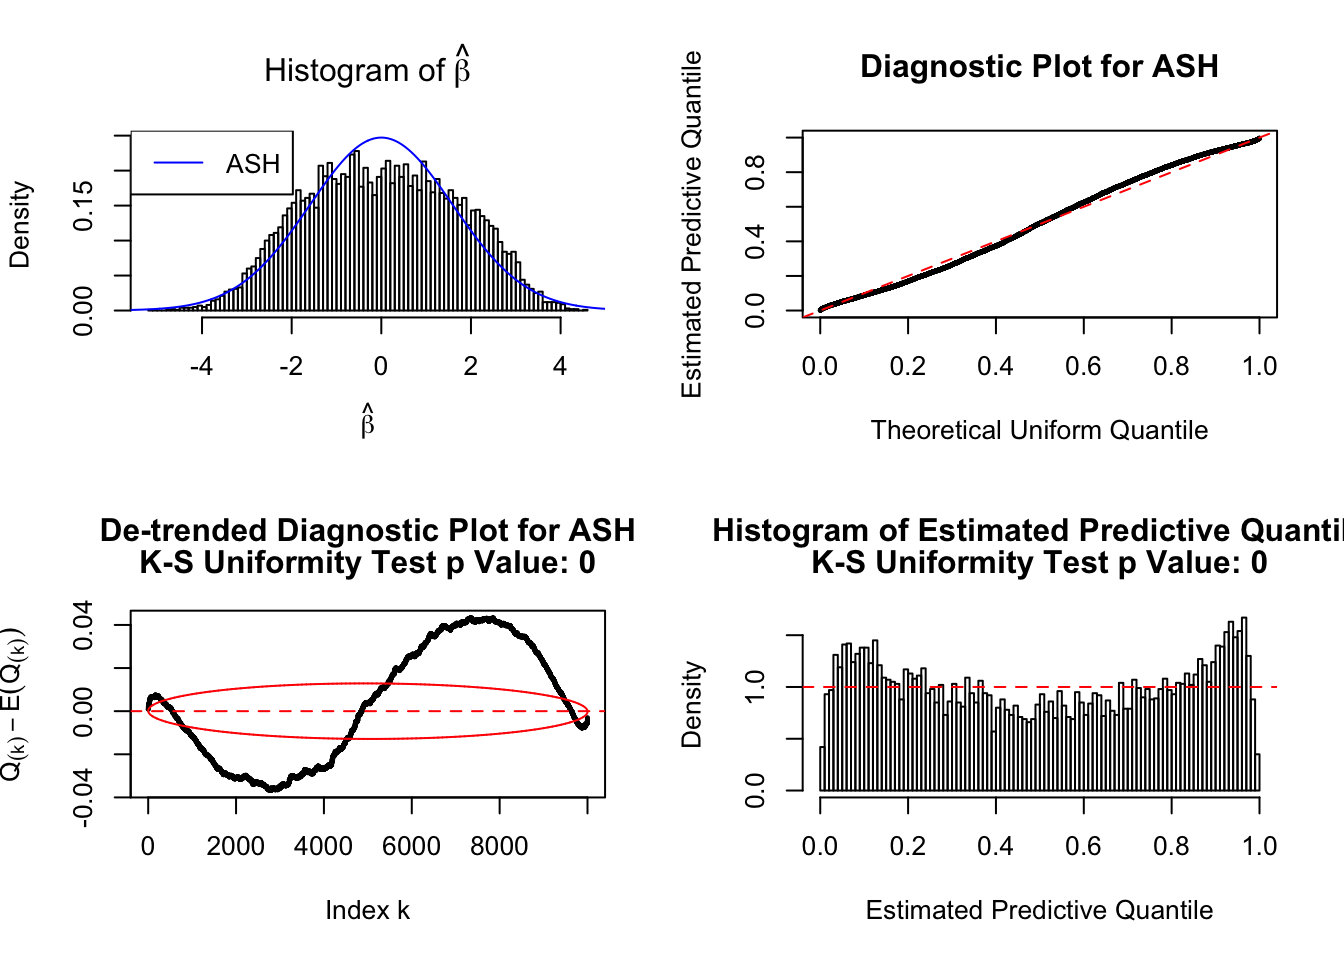 Histogram of β̂
ASH
Density
0.00
0.15
-4
-2
0
2
4
β̂
Diagnostic Plot for ASH
Estimated Predictive Quantile
0.0
0.4
0.8
0.0
0.2
0.4
0.6
0.8
1.0
Theoretical Uniform Quantile
De-trended Diagnostic Plot for ASH
K-S Uniformity Test p Value: 0
Q(k) − E(Q(k))
-0.04
0.00
0.04
0
2000
4000
6000
8000
Index k
Histogram of Estimated Predictive Quantil
K-S Uniformity Test p Value: 0
Density
0.0
1.0
0.0
0.2
0.4
0.6
0.8
1.0
Estimated Predictive Quantile